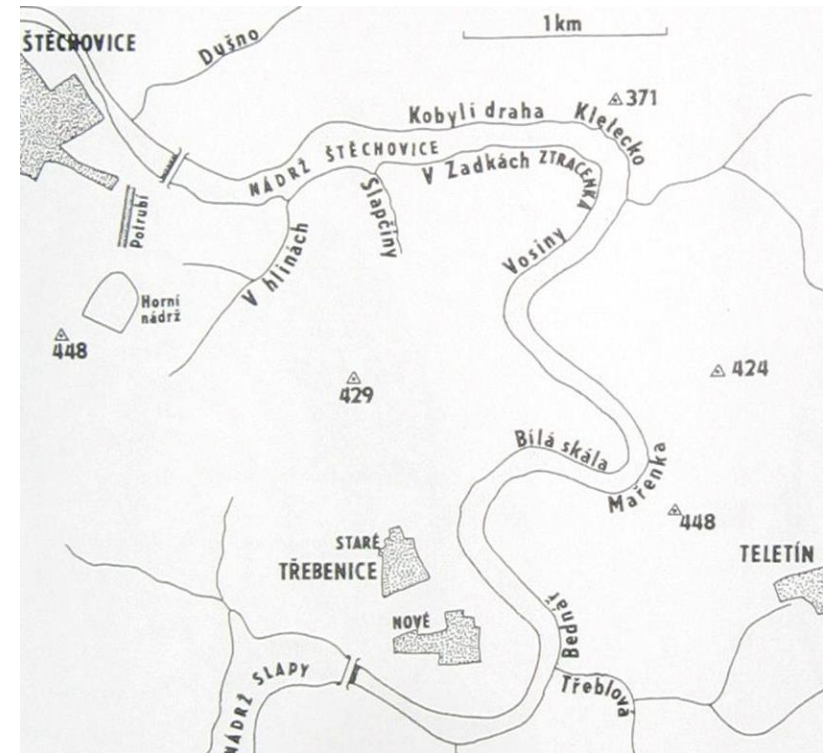 ŠTĚCHOVICE
Dušno
1km
371
Kobylí draha
Klelecko
NÁDRŽ ŠTĚCHOVICE
V Zadkách
ZTRACENKA
Slapčíny
Potrubí
V hlinách
Vosiny
Horní
nádrž
448
429
424
Bílá skála
Mařenka
448
STARÉ
TŘEBENICE
TELETÍN
NOVÉ
Bednář
NÁDRŽ SLAPY
Třeblová